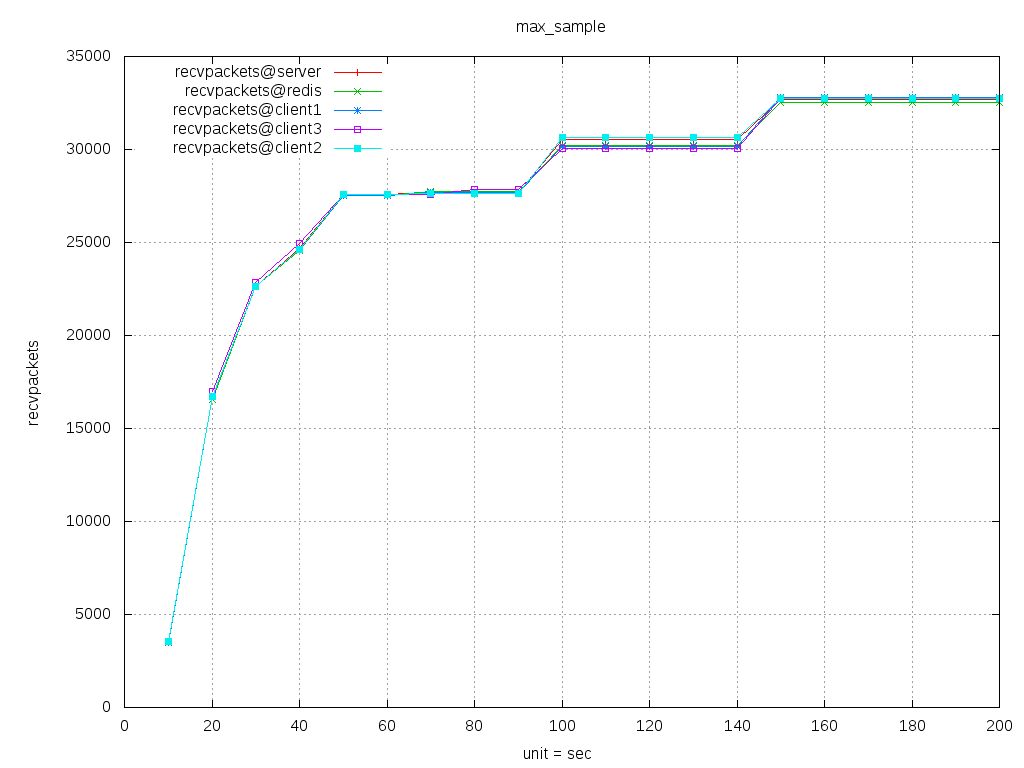 max_sample
35000
30000
25000
20000
15000
10000
5000
0
recvpackets@server
recvpackets@redis
recvpackets@client1
recvpackets@client3
recvpackets@client2
recvpackets
0 20 40 60 80 100 120 140 160 180 200
unit = sec